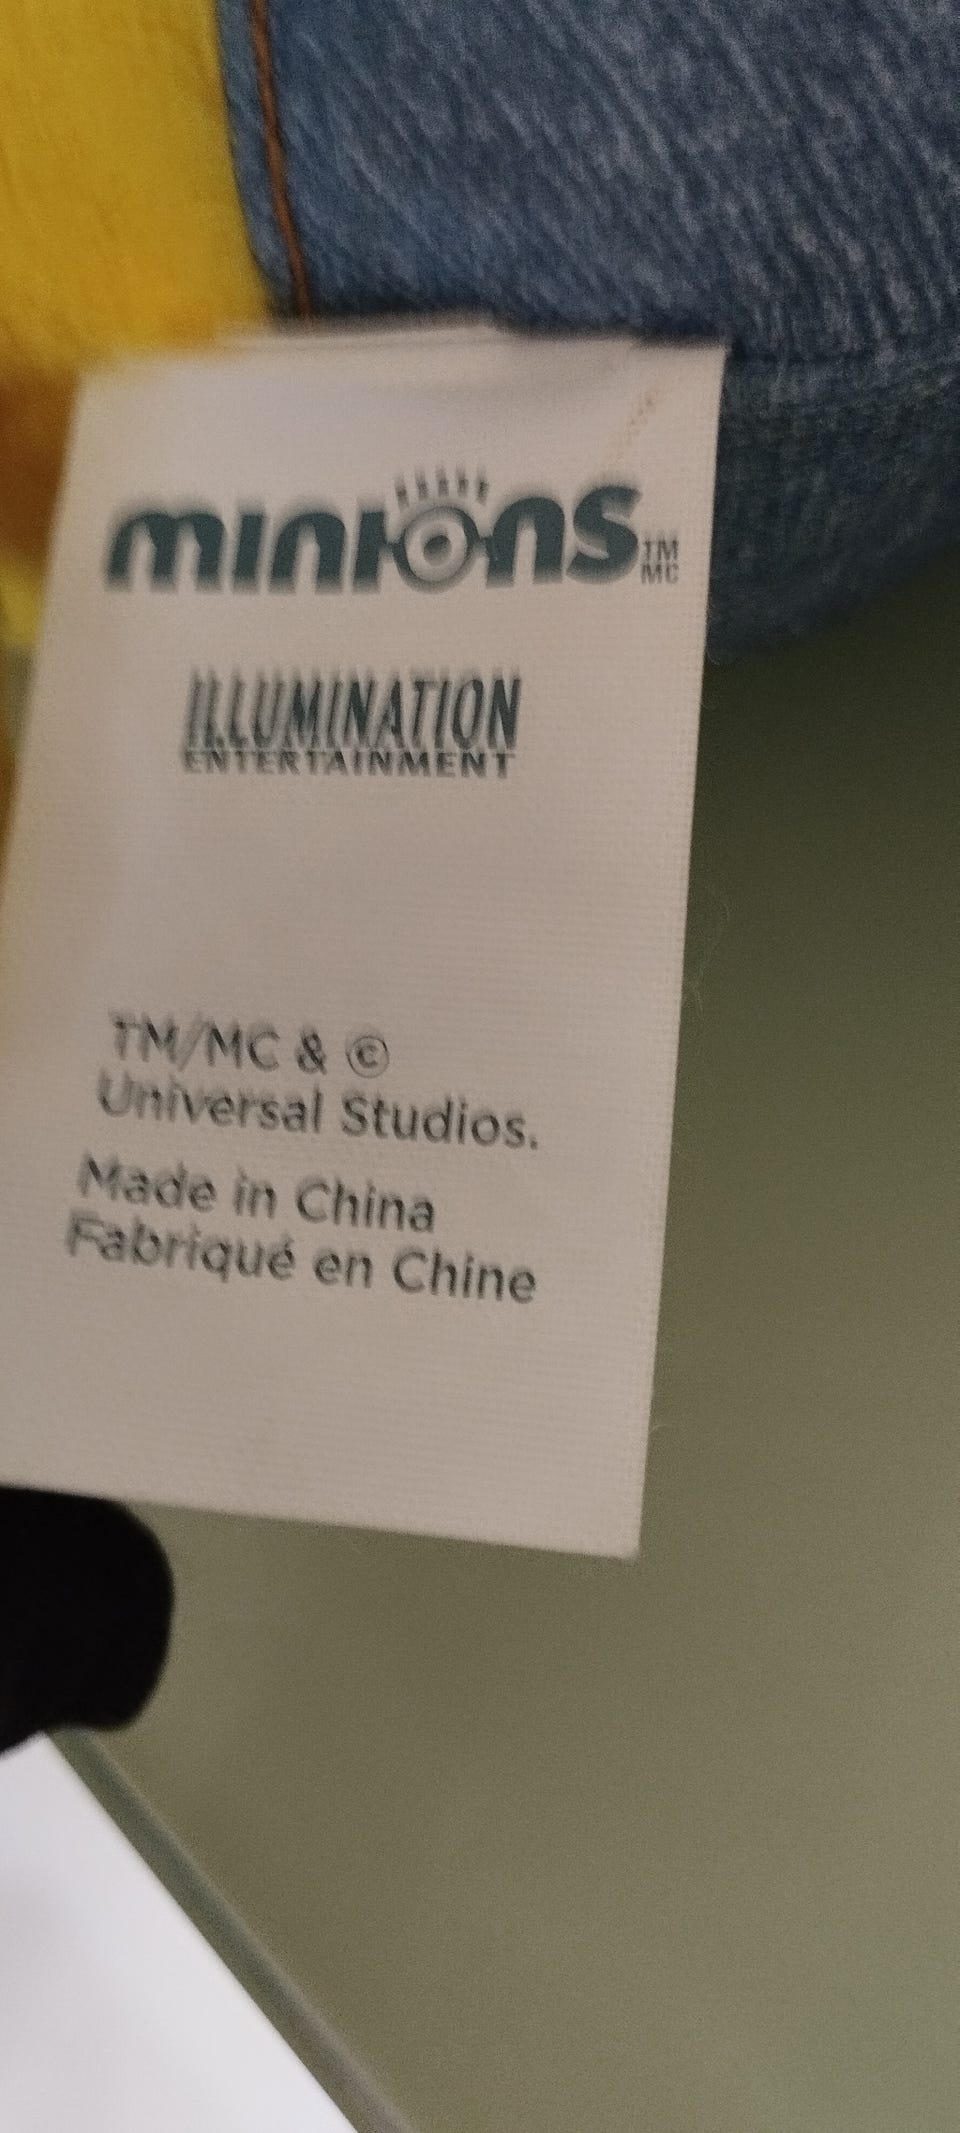 minions TM
MC
ILLUMINATION
ENTERTAINMENT
TM/MC & ©
Universal Studios.
Made in China
Fabriqué en Chine